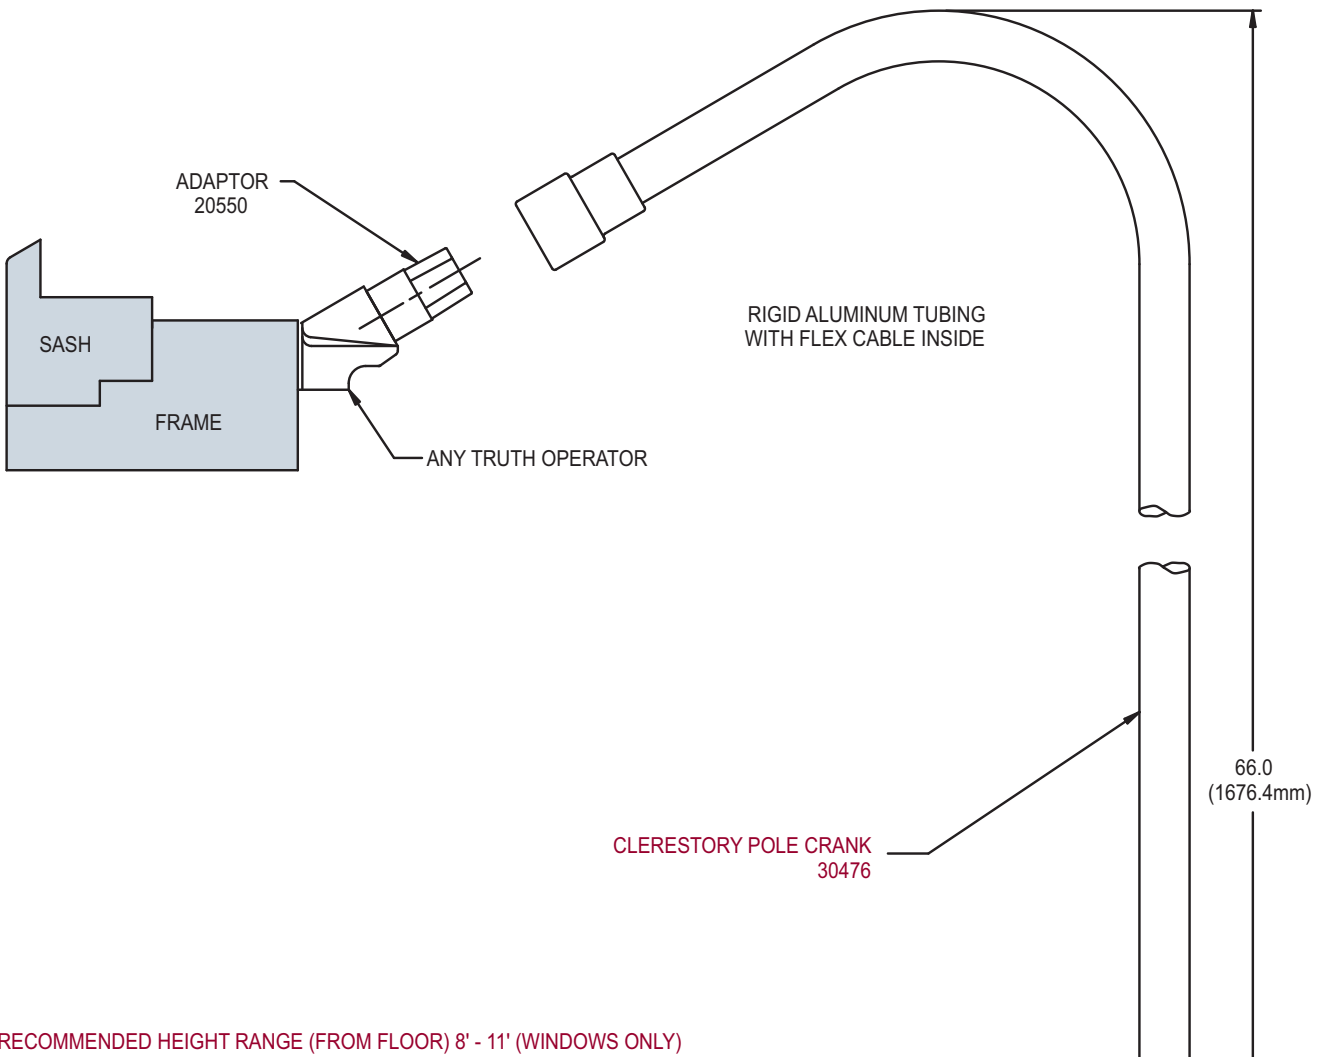 ADAPTOR
20550
RIGID ALUMINUM TUBING
WITH FLEX CABLE INSIDE
SASH
FRAME
ANY TRUTH OPERATOR
66.0
(1676.4mm)
CLERESTORY POLE CRANK
30476
RECOMMENDED HEIGHT RANGE (FROM FLOOR) 8' - 11' (WINDOWS ONLY)